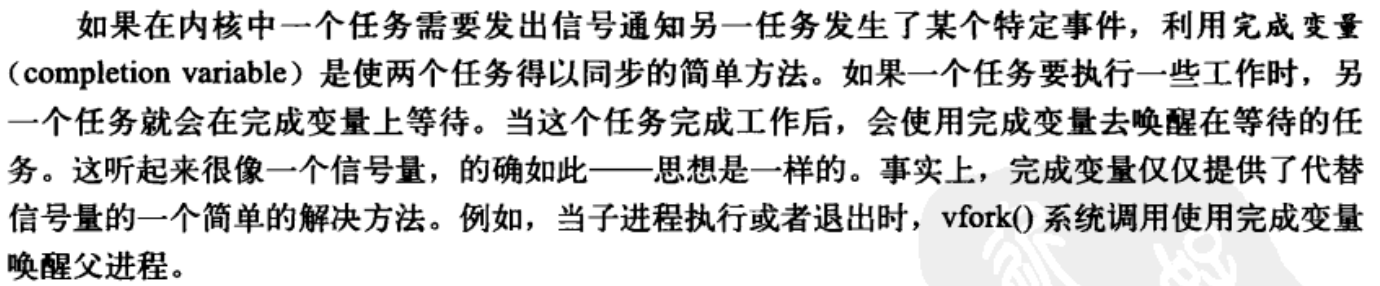 如果在内核中一个任务需要发出信号通知另一任务发生了某个特定事件，利用完成变量
（completion variable）是使两个任务得以同步的简单方法。如果一个任务要执行一些工作时，另
一个任务就会在完成变量上等待。当这个任务完成工作后，会使用完成变量去唤醒在等待的任
务。这听起来很像一个信号量，的确如此——思想是一样的。事实上，完成变量仅仅提供了代替
信号量的一个简单的解决方法。例如，当子进程执行或者退出时，vfork() 系统调用使用完成变量
唤醒父进程。